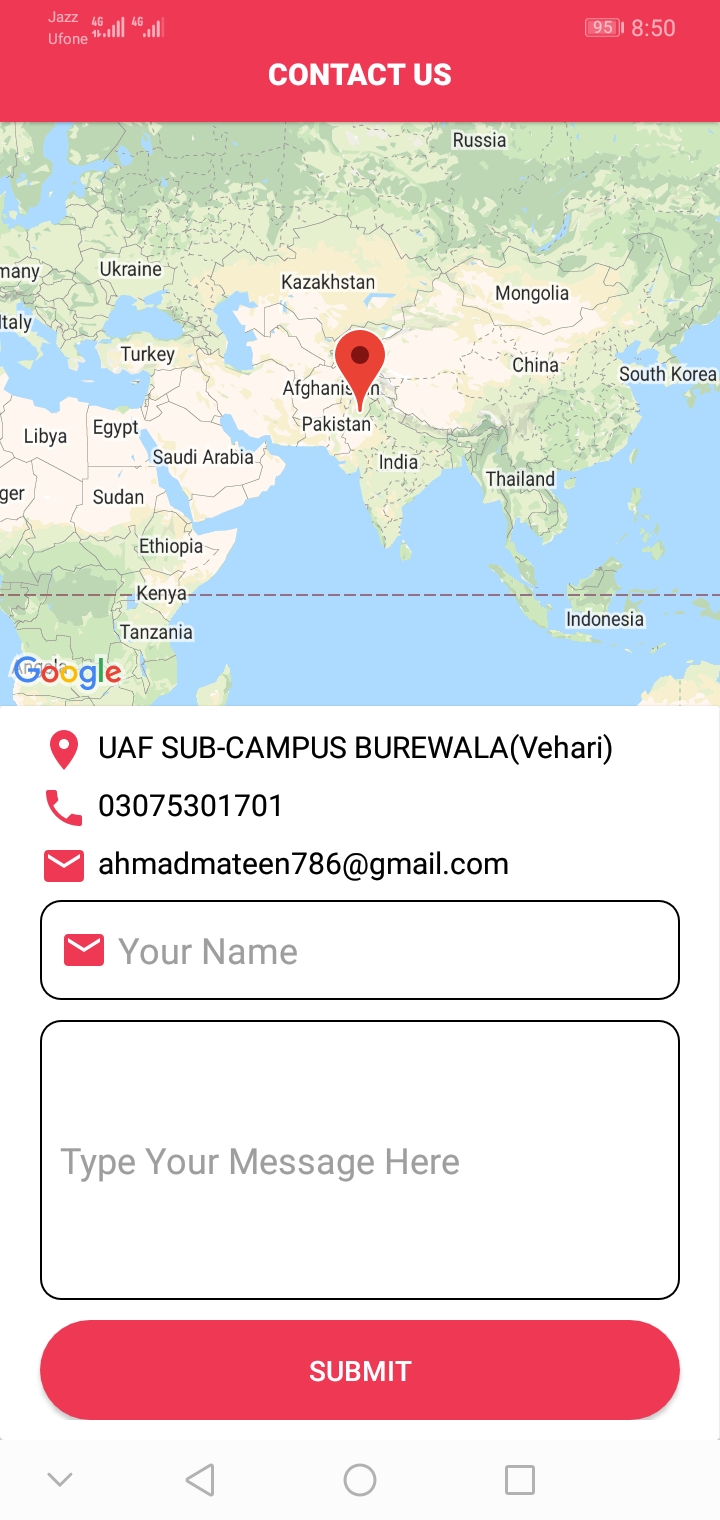 Jazz
Ufone
4G
4G
95
8:50
CONTACT US
Russia
many
Ukraine
Kazakhstan
Mongolia
Italy
Turkey
China
South Korea
Afghanistan
Pakistan
Libya
Egypt
Saudi Arabia
India
Thailand
ger
Sudan
Ethiopia
Kenya
Indonesia
Tanzania
Angola
Google
UAF SUB-CAMPUS BUREWALA(Vehari)
03075301701
ahmadmateen786@gmail.com
Your Name
Type Your Message Here
SUBMIT